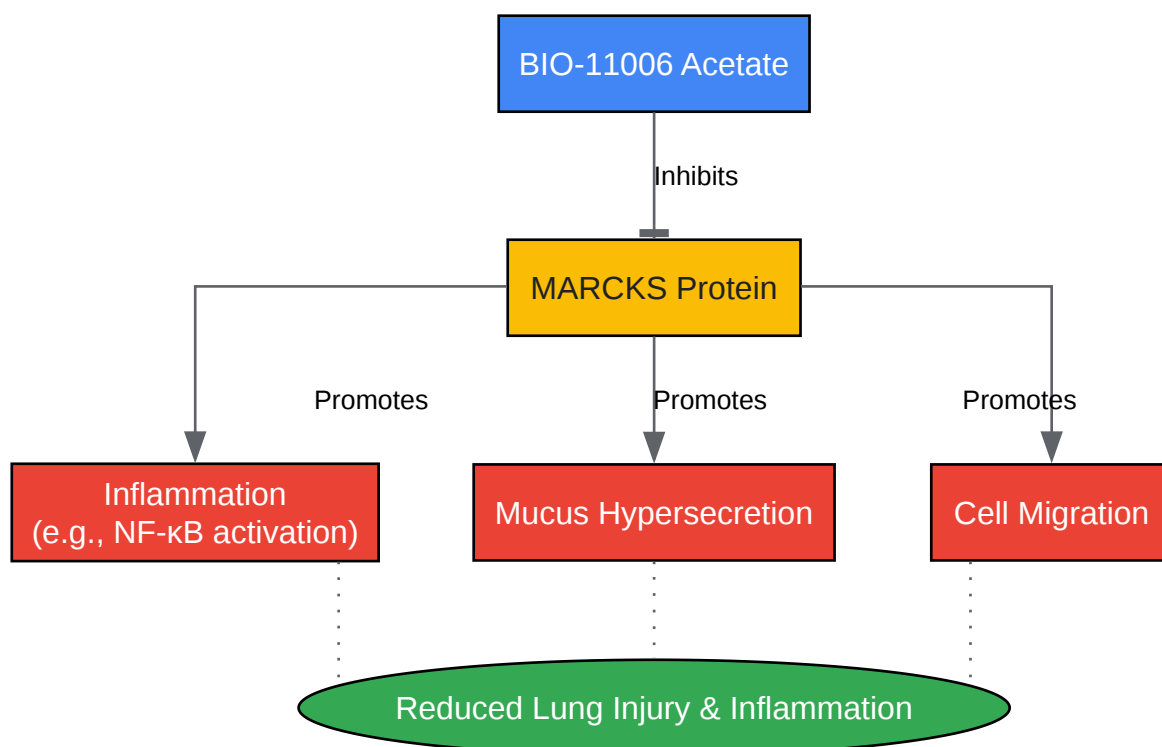 BIO-11006 Acetate
Inhibits
MARCKS Protein
Promotes
Promotes
Promotes
Inflammation
(e.g., NF-κB activation)
Mucus Hypersecretion
Cell Migration
Reduced Lung Injury & Inflammation